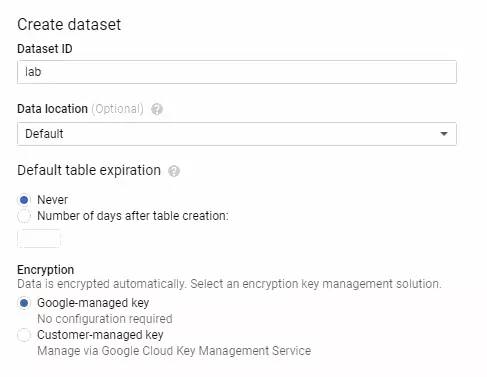 Create dataset
Dataset ID
lab
Data location (Optional) ?
Default
Default table expiration ?
Never
Number of days after table creation:
Encryption
Data is encrypted automatically. Select an encryption key management solution.
Google-managed key
No configuration required
Customer-managed key
Manage via Google Cloud Key Management Service